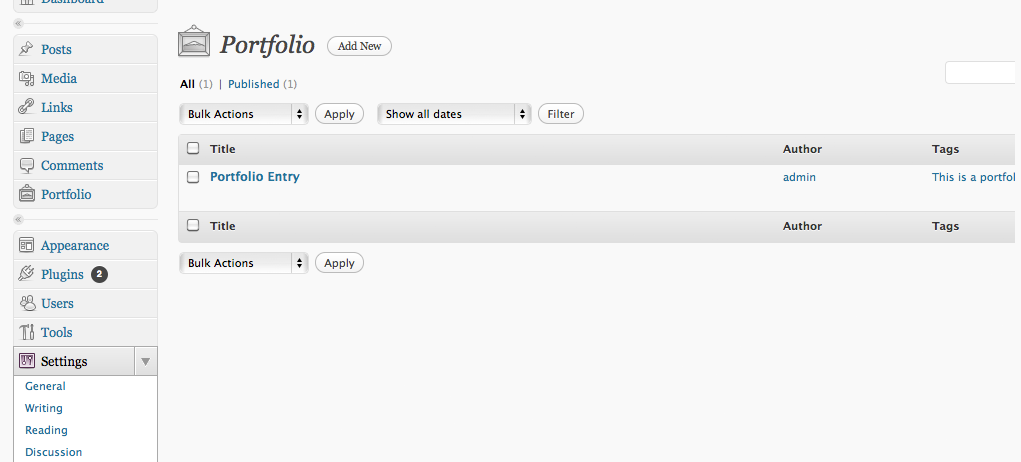 Dashboard
Posts
Media
Links
Pages
Comments
Portfolio
Appearance
Plugins 2
Users
Tools
Settings
General
Writing
Reading
Discussion
Portfolio Add New
All (1) | Published (1)
Bulk Actions Apply Show all dates Filter
Title Author Tags
Portfolio Entry admin This is a portfol
Title Author Tags
Bulk Actions Apply